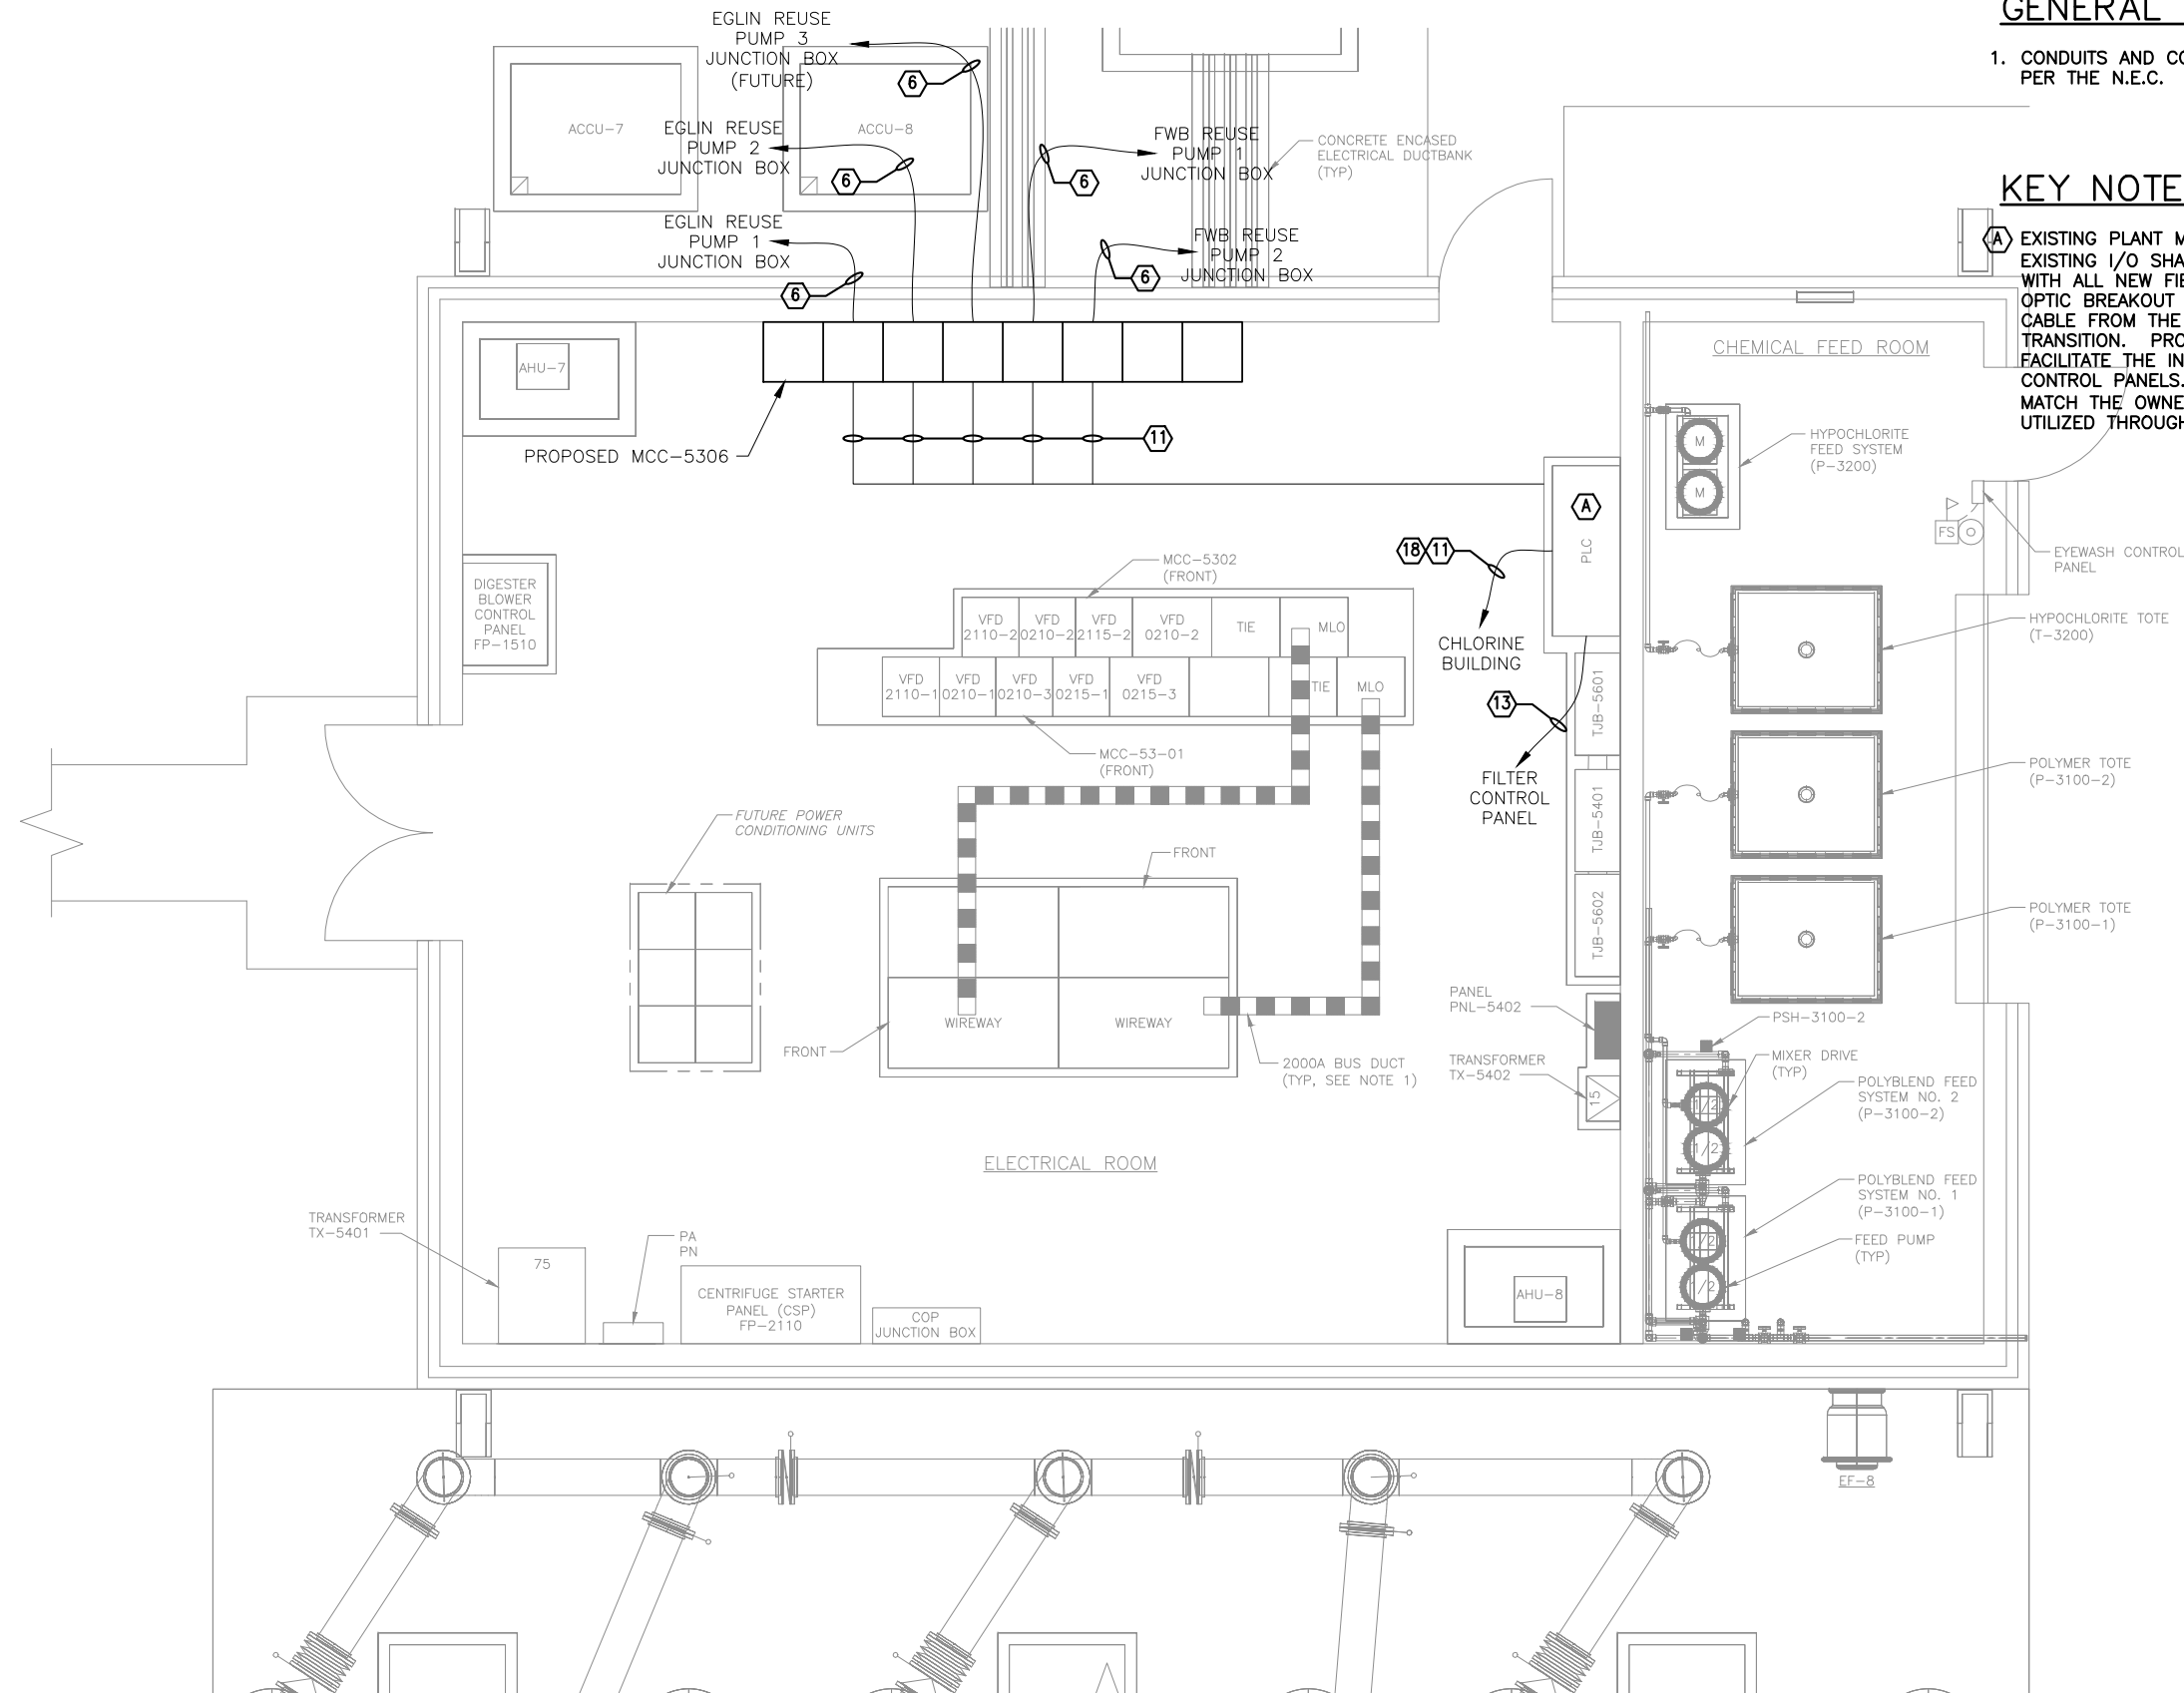 EGLIN REUSE
PUMP 3
JUNCTION BOX
(FUTURE)
6
ACCU-7
ACCU-8
EGLIN REUSE
PUMP 2
JUNCTION BOX
6
FWB REUSE
PUMP 1
JUNCTION BOX
6
CONCRETE ENCASED
ELECTRICAL DUCTBANK
(TYP)
EGLIN REUSE
PUMP 1
JUNCTION BOX
6
FWB REUSE
PUMP 2
JUNCTION BOX
6
GENERAL
1. CONDUITS AND
PER THE N.E.C.
KEY
A EXISTING PLANT
EXISTING I/O
WITH ALL NEW
OPTIC BREAKOUT
CABLE FROM THE
TRANSITION.
FACILITATE THE
CONTROL PANELS.
MATCH THE
UTILIZED
AHU-7
PROPOSED MCC-5306
11
CHEMICAL FEED ROOM
M
M
HYPOCHLORITE
FEED SYSTEM
(P-3200)
A
PLC
18 11
CHLORINE
BUILDING
FS
EYEWASH CONTROL
PANEL
DIGESTER
BLOWER
CONTROL
PANEL
FP-1510
MCC-5302
(FRONT)
VFD
2110-2
VFD
0210-2
VFD
2115-2
VFD
0210-2
TIE
MLO
VFD
2110-1
VFD
0210-1
VFD
0210-3
VFD
0215-1
VFD
0215-3
TIE
MLO
MCC-53-01
(FRONT)
13
FILTER
CONTROL
PANEL
TJB-5601
TJB-5401
TJB-5602
HYPOCHLORITE TOTE
(T-3200)
POLYMER TOTE
(P-3100-2)
POLYMER TOTE
(P-3100-1)
FUTURE POWER
CONDITIONING UNITS
FRONT
WIREWAY
WIREWAY
FRONT
2000A BUS DUCT
(TYP, SEE NOTE 1)
PANEL
PNL-5402
TRANSFORMER
TX-5402
15
PSH-3100-2
MIXER DRIVE
(TYP)
1/2
1/2
POLYBLEND FEED
SYSTEM NO. 2
(P-3100-2)
POLYBLEND FEED
SYSTEM NO. 1
(P-3100-1)
1/2
1/2
FEED PUMP
(TYP)
ELECTRICAL ROOM
TRANSFORMER
TX-5401
75
PA
PN
CENTRIFUGE STARTER
PANEL (CSP)
FP-2110
COP
JUNCTION BOX
AHU-8
EF-8